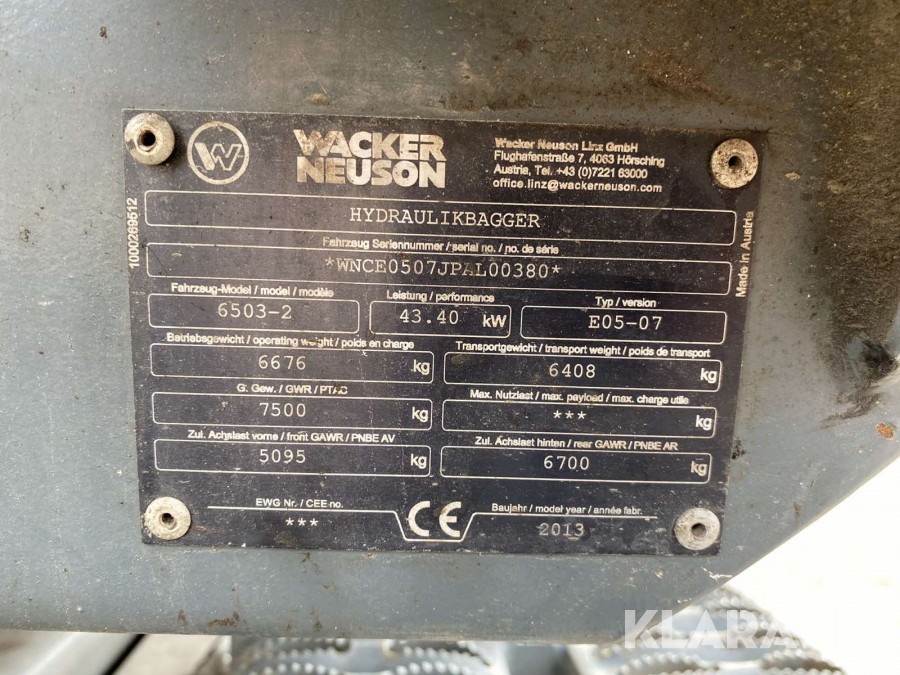 WACKER
NEUSON
Wacker Neuson Linz GmbH
Flughafenstraße 7, 4063 Hörsching
Austria, Tel. +43 (0)7221 63000
office.linz@wackerneuson.com
1000269512
HYDRAULIKBAGGER
Made in Austria
Fahrzeug Seriennummer / serial no. / no. de série
*WNCE0507JPAL00380*
Fahrzeug-Model / model / modèle
Leistung / performance
Typ / version
6503-2
43.40 kW
E05-07
Betriebsgewicht / operating weight / poids en charge
Transportgewicht / transport weight / poids de transport
6676 kg
6408 kg
G. Gew. / GWR / PTAC
Max. Nutzlast / max. payload / max. charge utile
7500 kg
*** kg
Zul. Achslast vorne / front GAWR / PNBE AV
Zul. Achslast hinten / rear GAWR / PNBE AR
5095 kg
6700 kg
EWG Nr. / CEE no.
CE
Baujahr / model year / année fabr.
***
2013